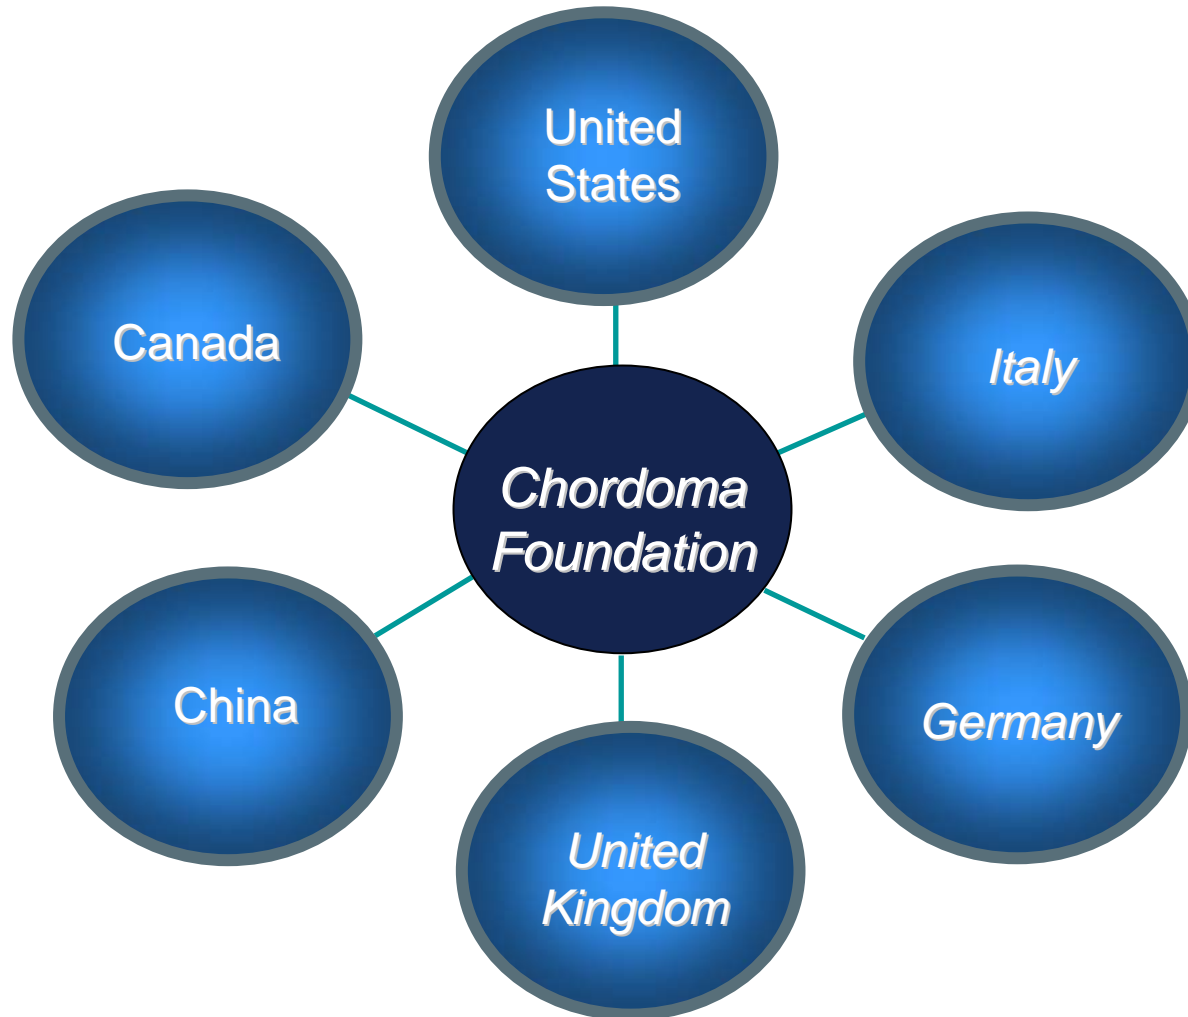 United
States
Canada
Italy
Chordoma
Foundation
China
Germany
United
Kingdom